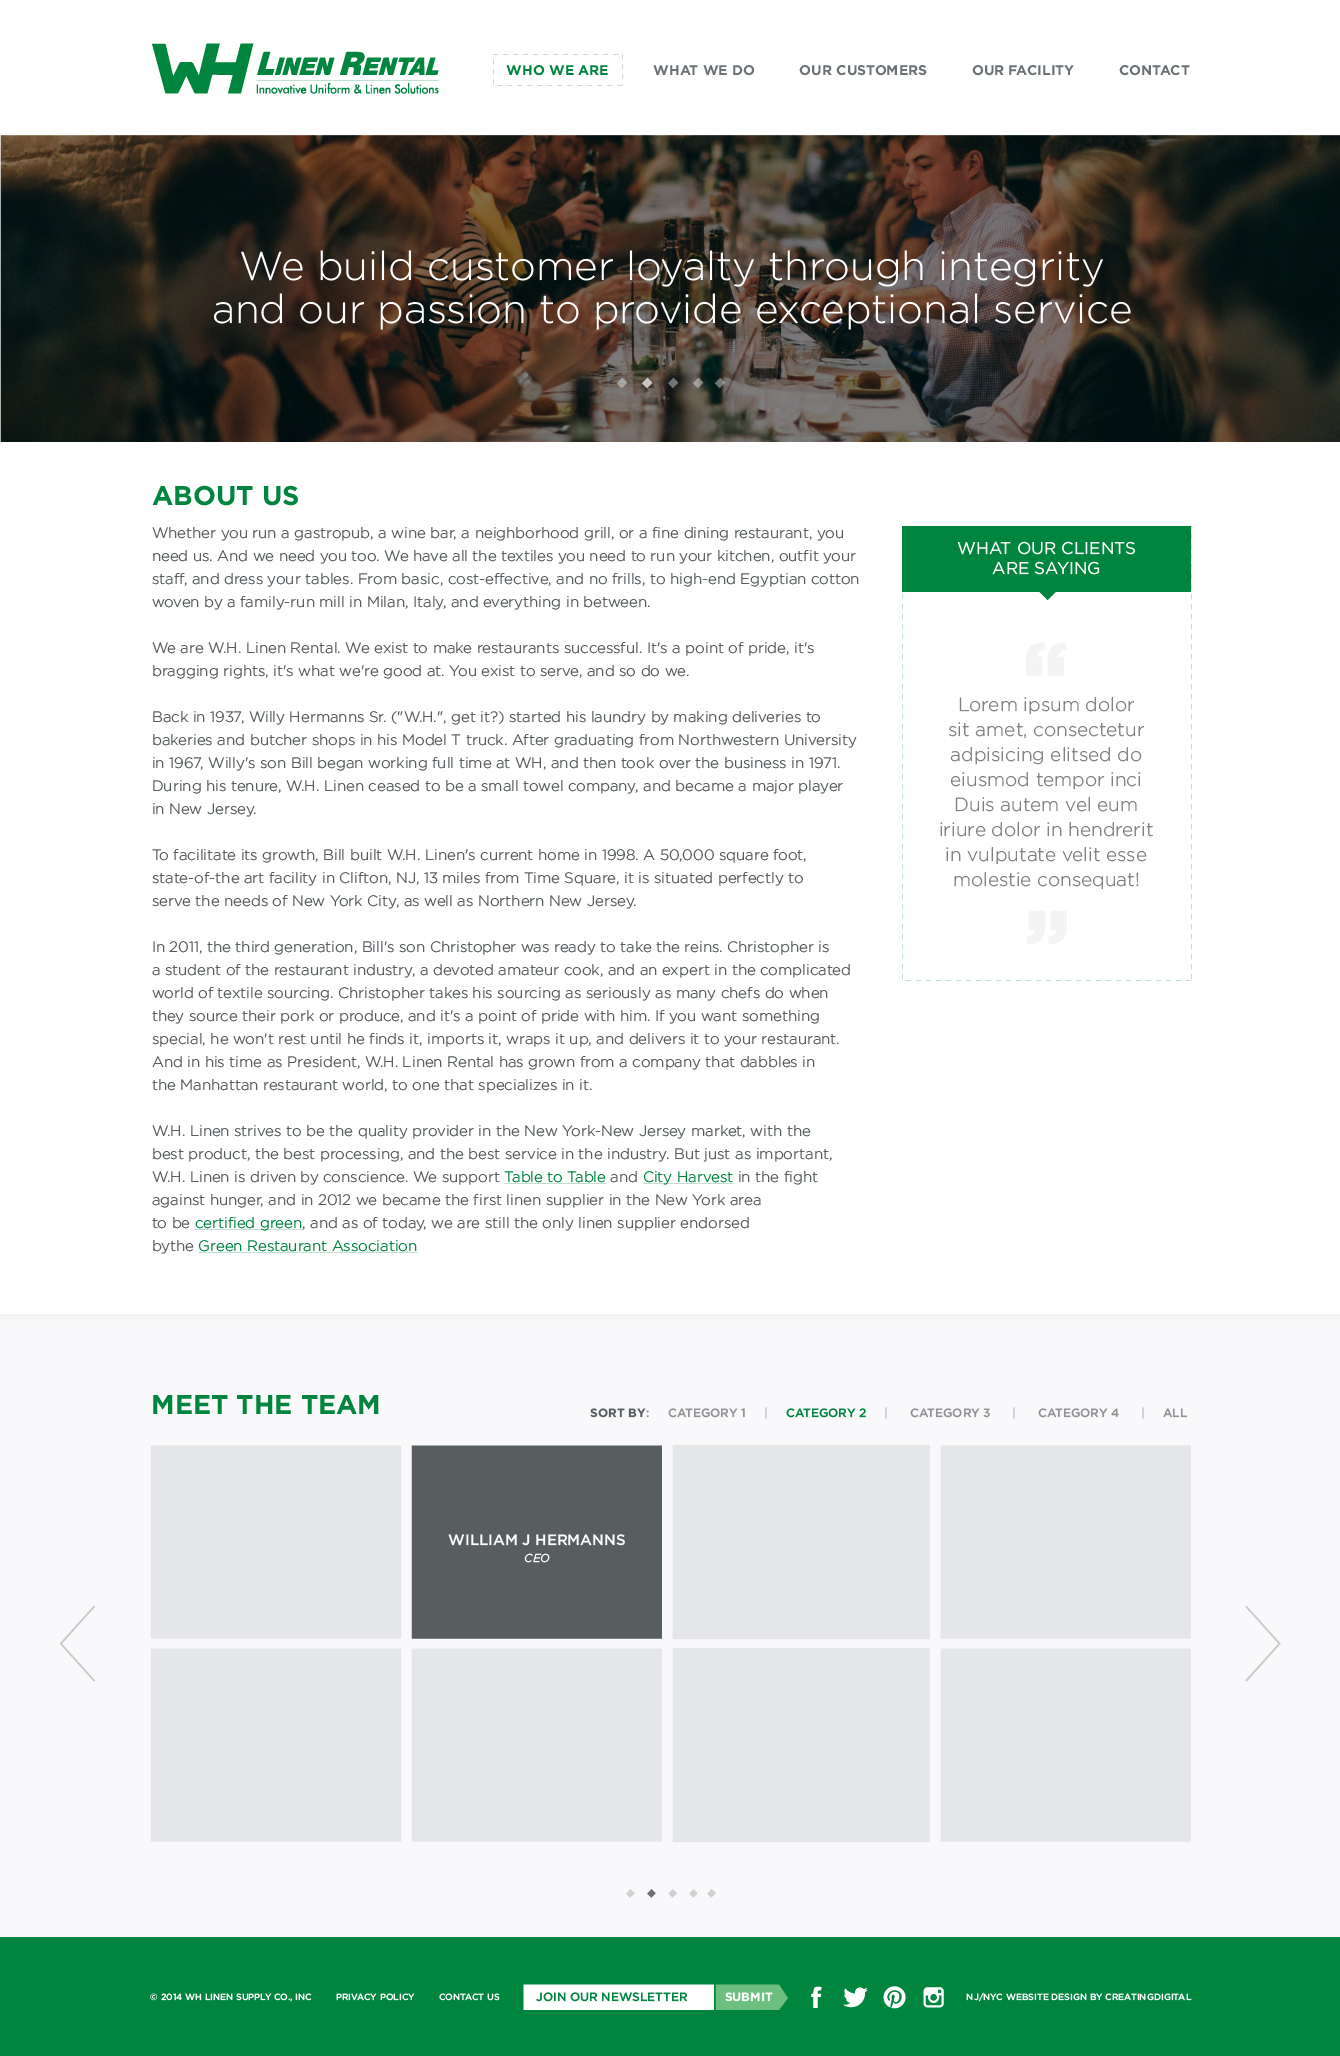 WH LINEN RENTAL
Innovative Uniform & Linen Solutions
WHO WE ARE
WHAT WE DO
OUR CUSTOMERS
OUR FACILITY
CONTACT
We build customer loyalty through integrity
and our passion to provide exceptional service
ABOUT US
Whether you run a gastropub, a wine bar, a neighborhood grill, or a fine dining restaurant, you
need us. And we need you too. We have all the textiles you need to run your kitchen, outfit your
staff, and dress your tables. From basic, cost-effective, and no frills, to high-end Egyptian cotton
woven by a family-run mill in Milan, Italy, and everything in between.
We are W.H. Linen Rental. We exist to make restaurants successful. It's a point of pride, it's
bragging rights, it's what we're good at. You exist to serve, and so do we.
Back in 1937, Willy Hermanns Sr. ("W.H.", get it?) started his laundry by making deliveries to
bakeries and butcher shops in his Model T truck. After graduating from Northwestern University
in 1967, Willy's son Bill began working full time at WH, and then took over the business in 1971.
During his tenure, W.H. Linen ceased to be a small towel company, and became a major player
in New Jersey.
To facilitate its growth, Bill built W.H. Linen's current home in 1998. A 50,000 square foot,
state-of-the art facility in Clifton, NJ, 13 miles from Time Square, it is situated perfectly to
serve the needs of New York City, as well as Northern New Jersey.
In 2011, the third generation, Bill's son Christopher was ready to take the reins. Christopher is
a student of the restaurant industry, a devoted amateur cook, and an expert in the complicated
world of textile sourcing. Christopher takes his sourcing as seriously as many chefs do when
they source their pork or produce, and it's a point of pride with him. If you want something
special, he won't rest until he finds it, imports it, wraps it up, and delivers it to your restaurant.
And in his time as President, W.H. Linen Rental has grown from a company that dabbles in
the Manhattan restaurant world, to one that specializes in it.
W.H. Linen strives to be the quality provider in the New York-New Jersey market, with the
best product, the best processing, and the best service in the industry. But just as important,
W.H. Linen is driven by conscience. We support Table to Table and City Harvest in the fight
against hunger, and in 2012 we became the first linen supplier in the New York area
to be certified green, and as of today, we are still the only linen supplier endorsed
bythe Green Restaurant Association
WHAT OUR CLIENTS
ARE SAYING
“
Lorem ipsum dolor
sit amet, consectetur
adpisicing elitsed do
eiusmod tempor inci
Duis autem vel eum
iriure dolor in hendrerit
in vulputate velit esse
molestie consequat!
”
MEET THE TEAM
SORT BY: CATEGORY 1 | CATEGORY 2 | CATEGORY 3 | CATEGORY 4 | ALL
WILLIAM J HERMANNS
CEO
© 2014 WH LINEN SUPPLY CO., INC
PRIVACY POLICY
CONTACT US
JOIN OUR NEWSLETTER
SUBMIT
NJ/NYC WEBSITE DESIGN BY CREATINGDIGITAL